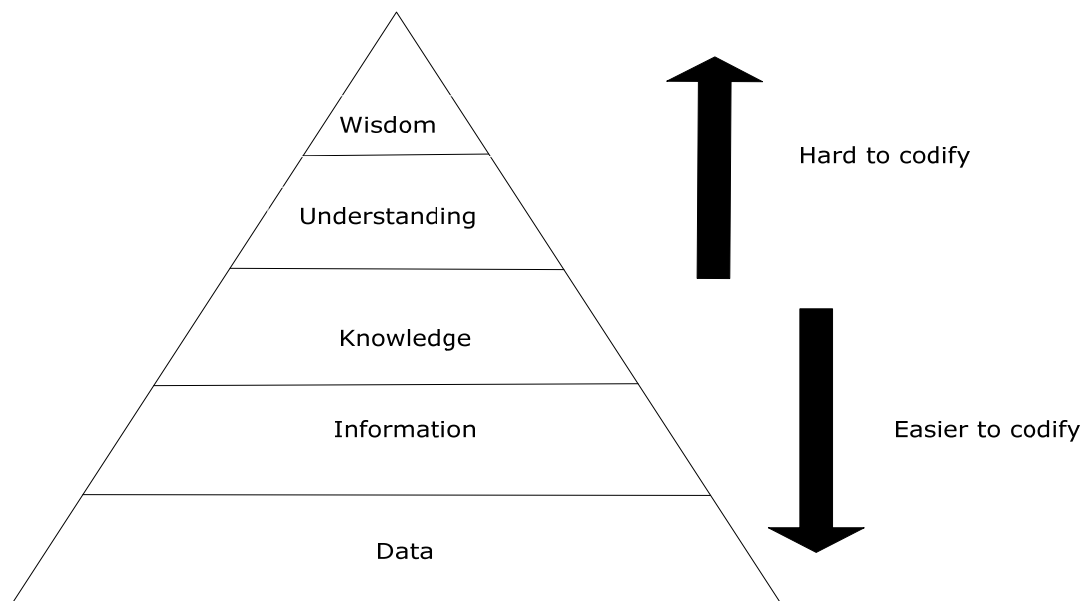 Wisdom
Hard to codify
Understanding
Knowledge
Information
Easier to codify
Data